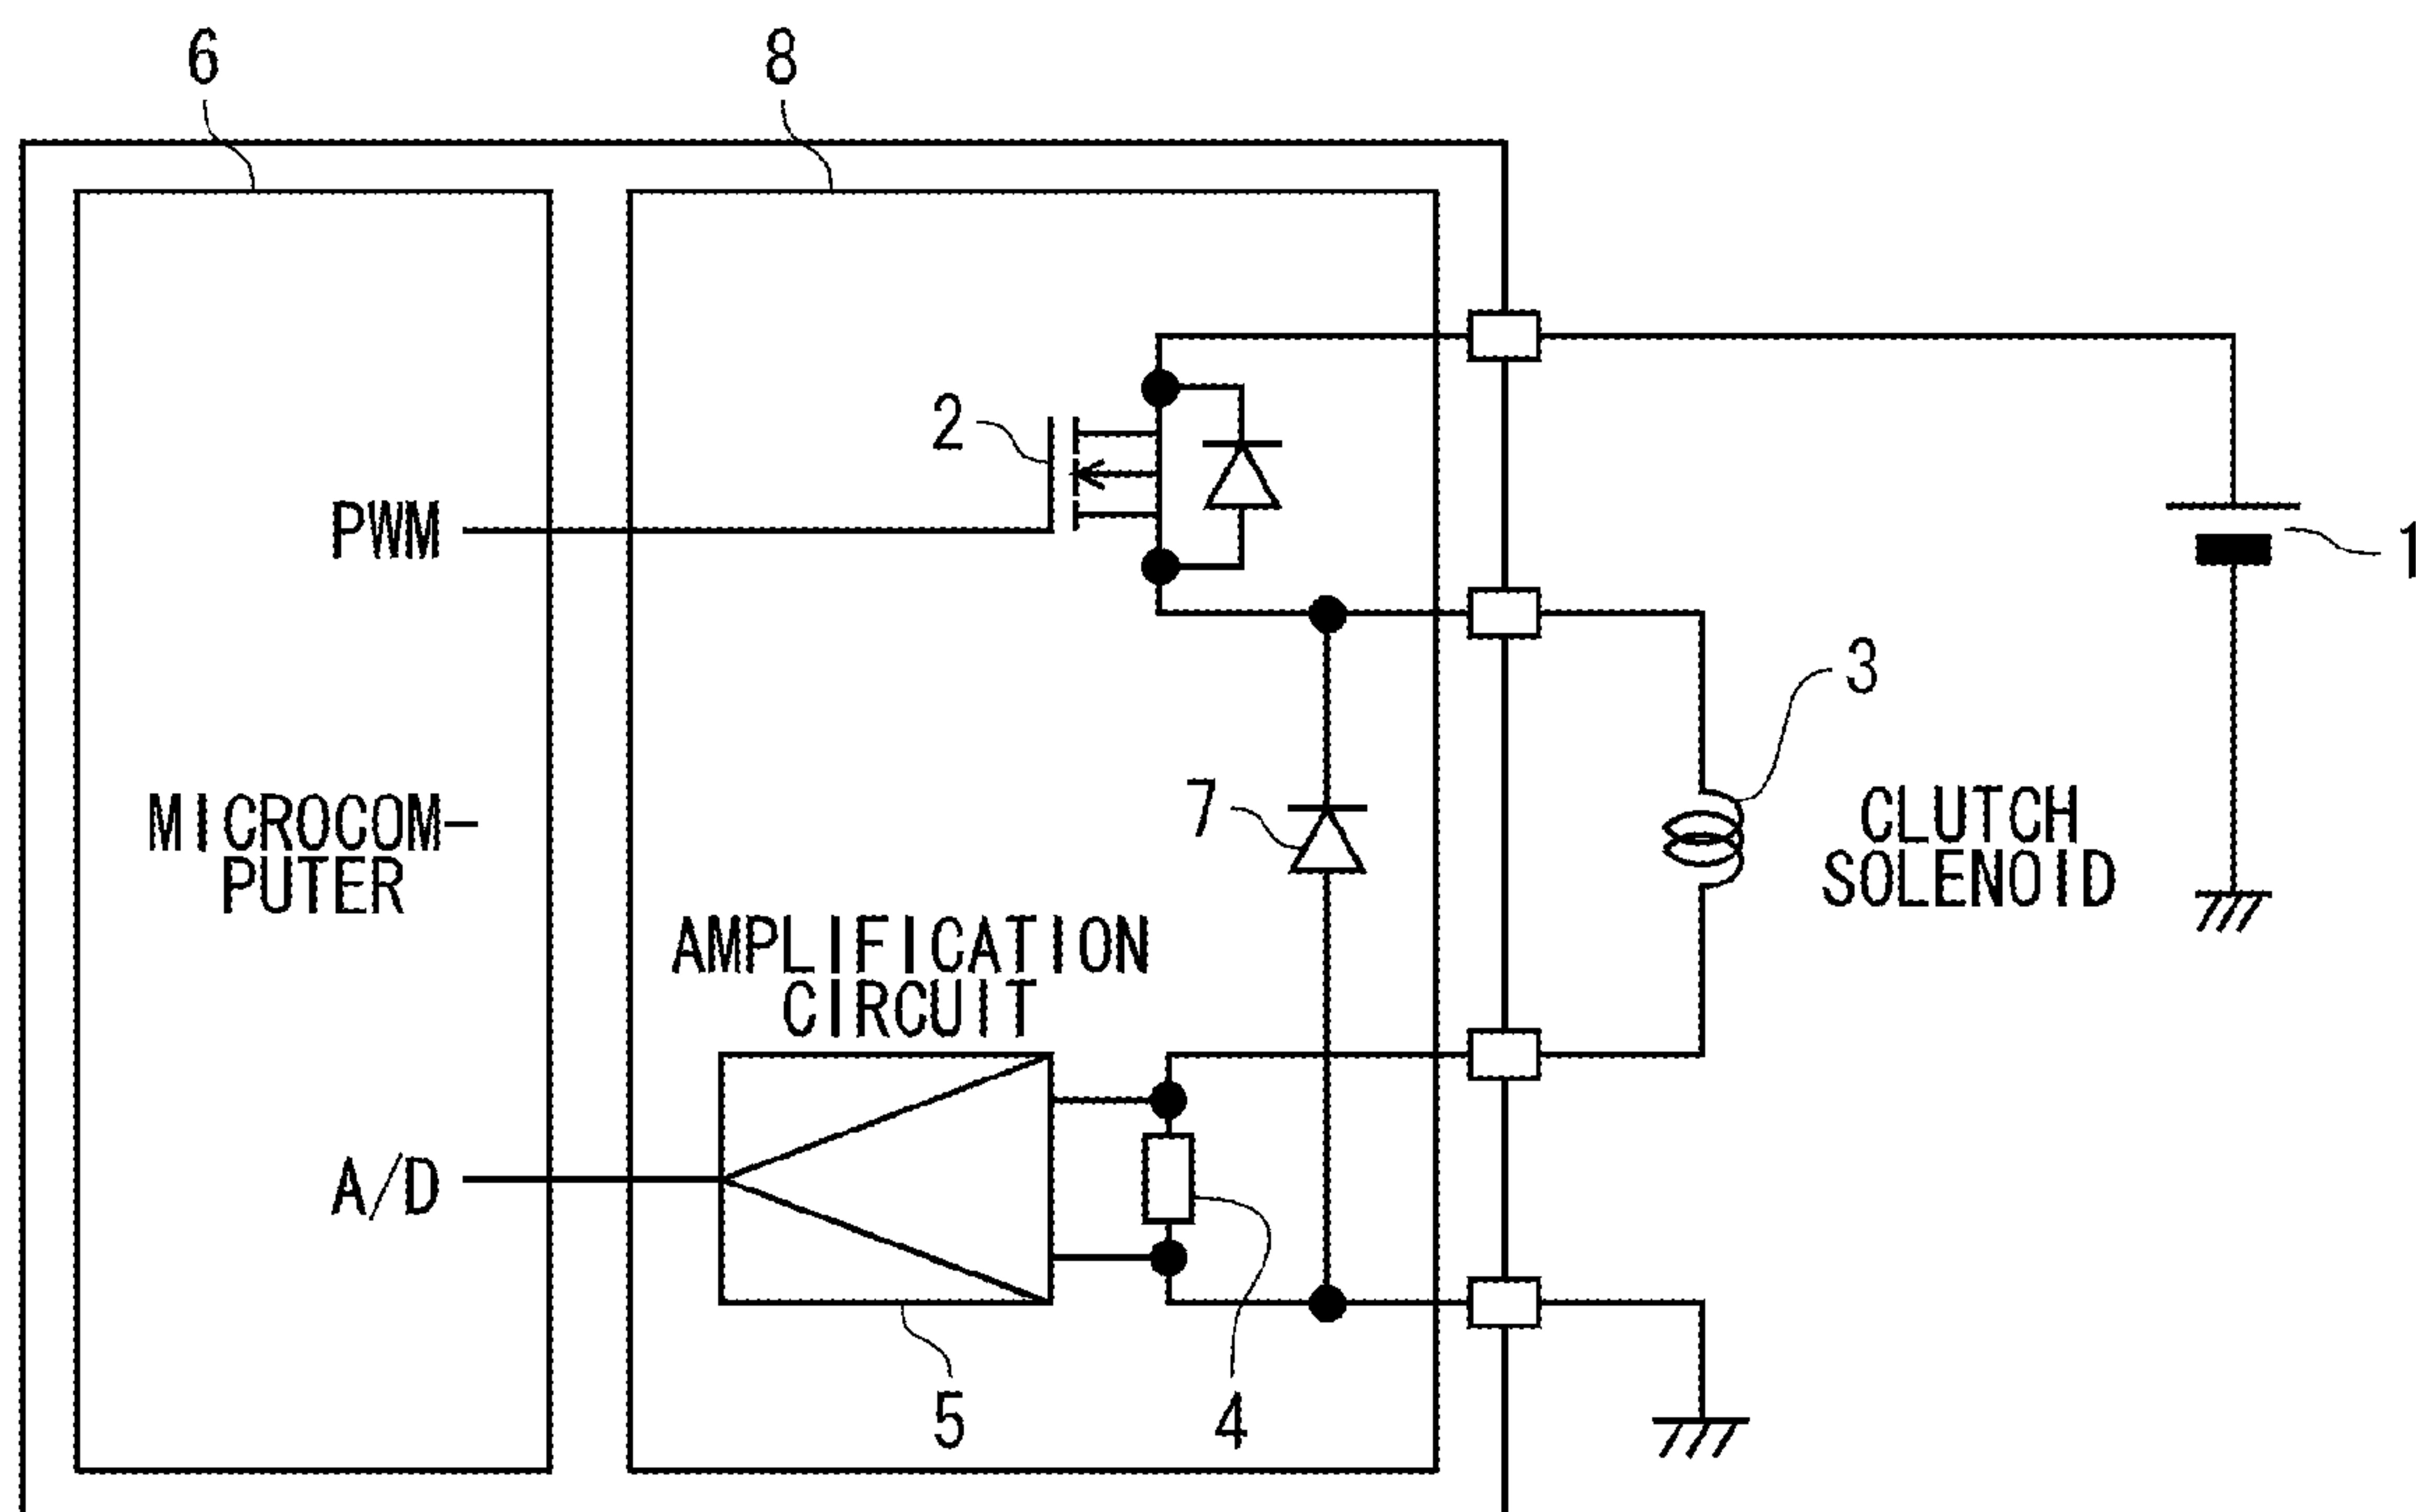 6
8
2
PWM
1
3
7
MICROCOM-
PUTER
CLUTCH
SOLENOID
AMPLIFICATION
CIRCUIT
A/D
5
4